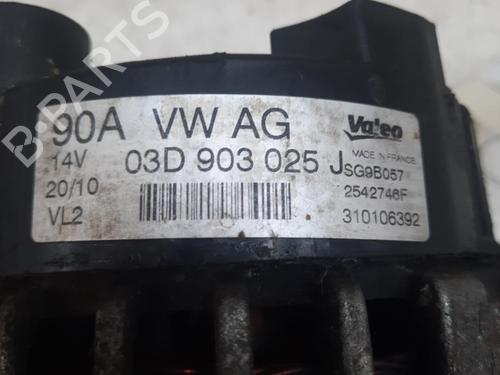 B-PARTS
90A VW AG
Valeo
MADE IN FRANCE
14V 03D 903 025 J
SG9B057
20/10
2542746F
VL2
310106392